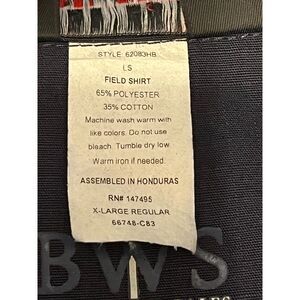 STYLE: 62083HB
LS
FIELD SHIRT
65% POLYESTER
35% COTTON
Machine wash warm with
like colors. Do not use
bleach. Tumble dry low.
Warm iron if needed.
ASSEMBLED IN HONDURAS
RN# 147495
X-LARGE REGULAR
66748-C83
BWS